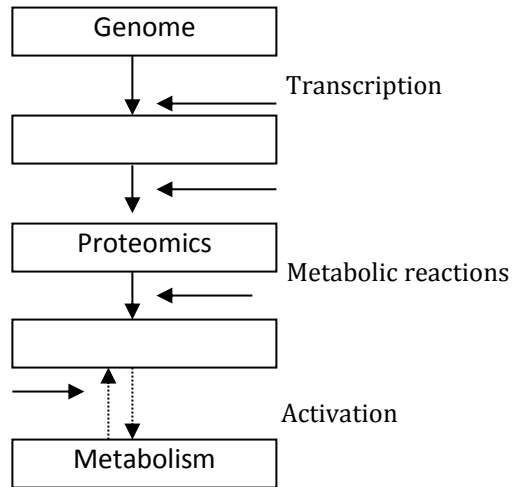 Genome
Transcription
Proteomics
Metabolic reactions
Activation
Metabolism